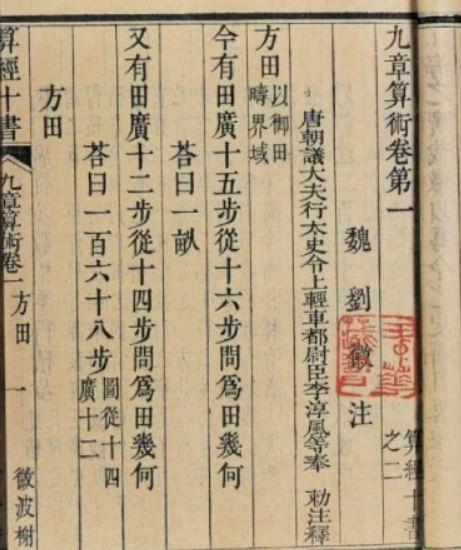 九章算術卷第一
算經十書
之二
魏劉徽注
唐朝議大夫行太史令上輕車都尉臣李淳風等奉 勑注釋
方田以御田
疇界域
今有田廣十五步從十六步問爲田幾何
荅曰一畝
又有田廣十二步從十四步問爲田幾何
荅曰一百六十八步圖從十四
廣十二
方田
算經十書 九章算術卷一 方田 一 微波榭